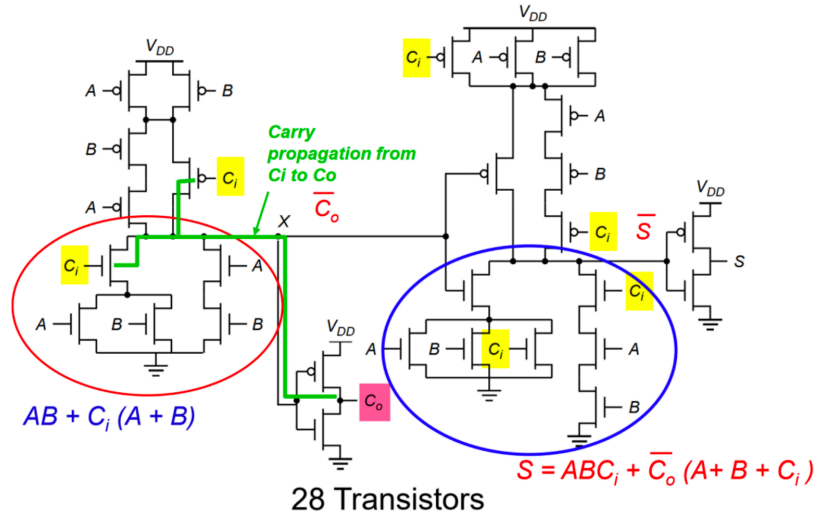 V_DD
V_DD
C_i
A
B
A
B
Carry
propagation from
Ci to Co
A
B
B
C_i
V_DD
A
X
C̅_o
C_i
S̅
S
C_i
A
C_i
A
B
V_DD
A
B
C_i
A
B
C_o
B
AB + C_i (A + B)
S = ABC_i + C̅_o (A+ B + C_i )
28 Transistors